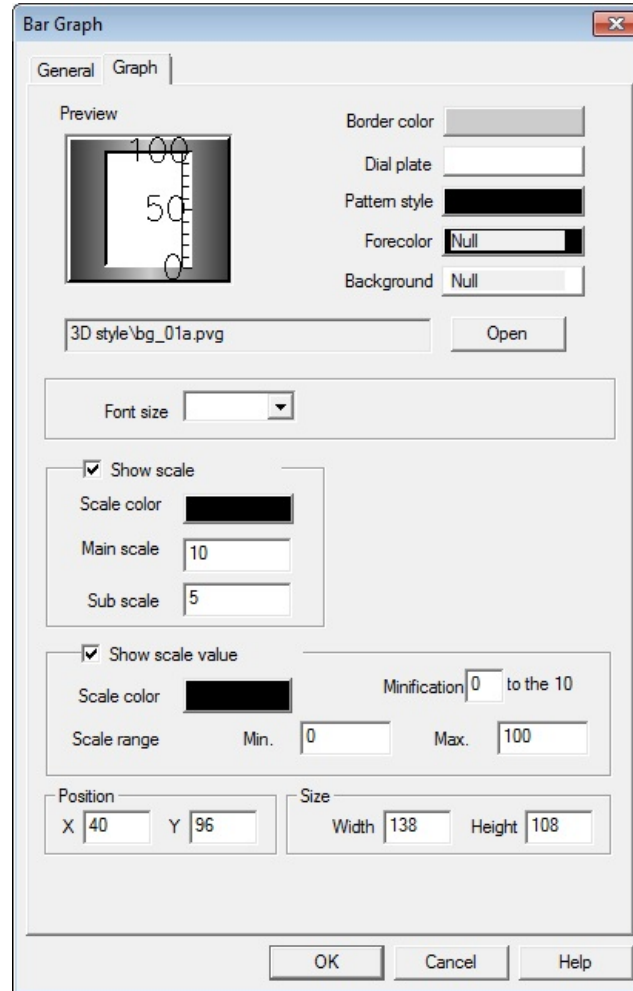 Bar Graph
General Graph
Preview
100
50
0
Border color
Dial plate
Pattern style
Forecolor Null
Background Null
3D style\bg_01a.pvg Open
Font size
Show scale
Scale color
Main scale 10
Sub scale 5
Show scale value
Scale color Minification 0 to the 10
Scale range Min. 0 Max. 100
Position Size
X 40 Y 96 Width 138 Height 108
OK Cancel Help